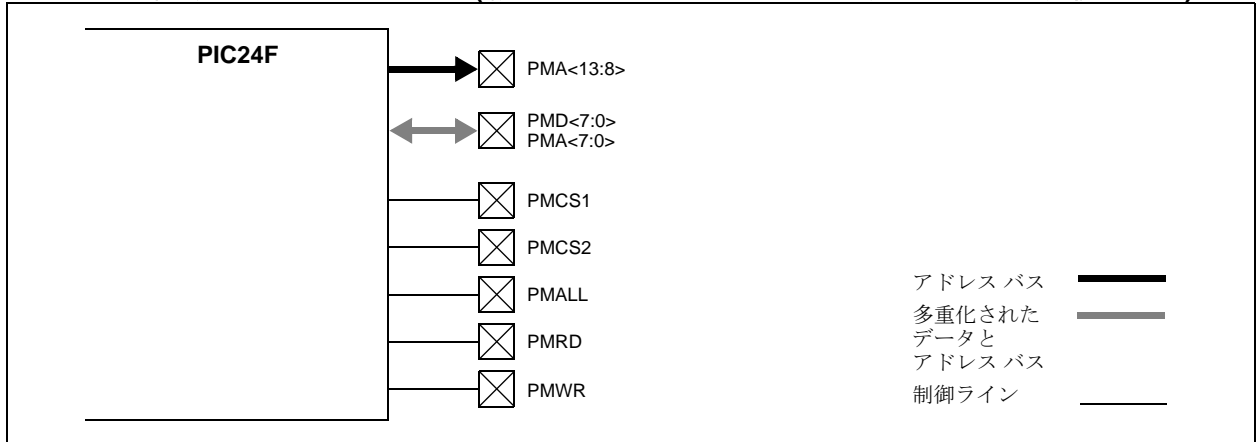 PIC24F
PMA<13:8>
PMD<7:0>
PMA<7:0>
PMCS1
PMCS2
PMALL
PMRD
PMWR
アドレス バス
多重化された
データと
アドレス バス
制御ライン